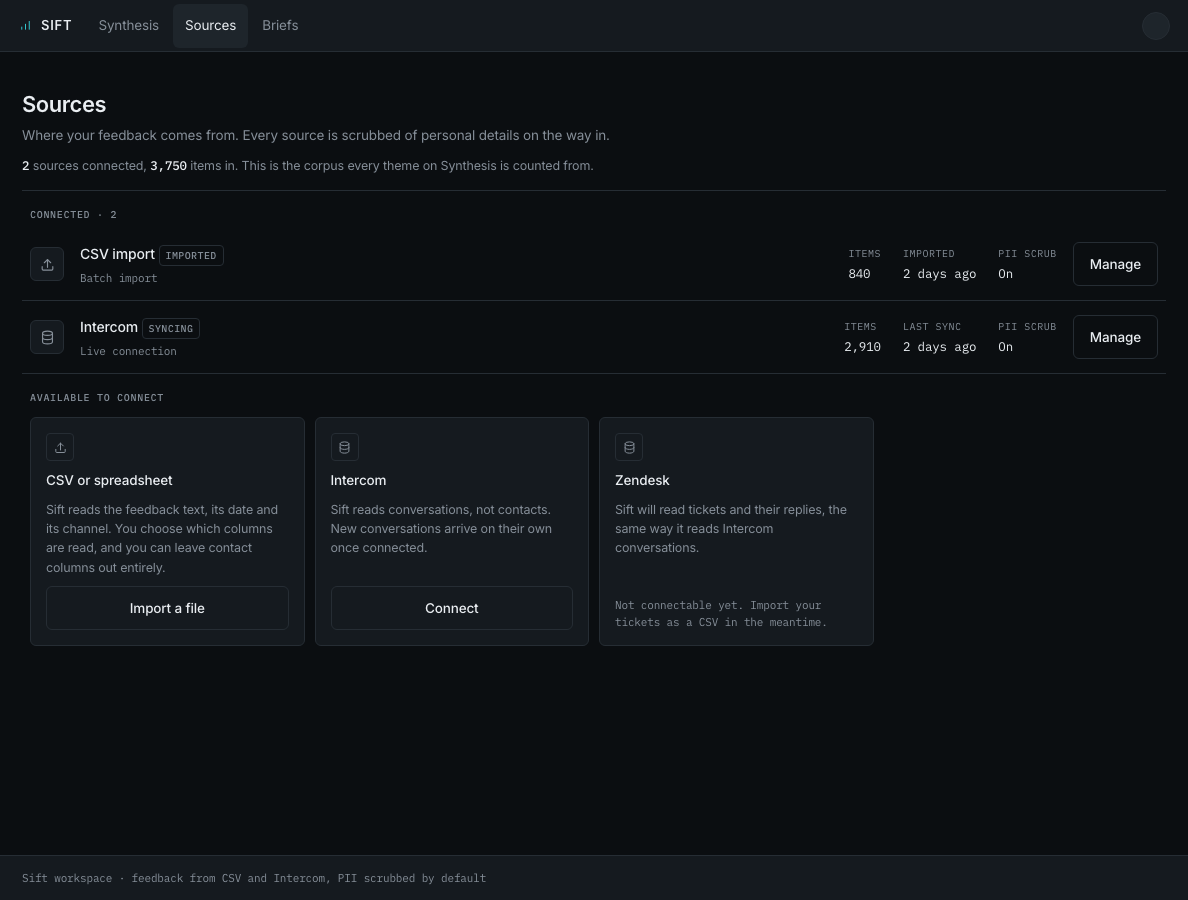 SIFT Synthesis Sources Briefs
Sources
Where your feedback comes from. Every source is scrubbed of personal details on the way in.
2 sources connected, 3,750 items in. This is the corpus every theme on Synthesis is counted from.
CONNECTED · 2
CSV import IMPORTED
Batch import
ITEMS IMPORTED PII SCRUB
840 2 days ago On
Manage
Intercom SYNCING
Live connection
ITEMS LAST SYNC PII SCRUB
2,910 2 days ago On
Manage
AVAILABLE TO CONNECT
CSV or spreadsheet
Sift reads the feedback text, its date and
its channel. You choose which columns
are read, and you can leave contact
columns out entirely.
Import a file
Intercom
Sift reads conversations, not contacts.
New conversations arrive on their own
once connected.
Connect
Zendesk
Sift will read tickets and their replies, the
same way it reads Intercom
conversations.
Not connectable yet. Import your
tickets as a CSV in the meantime.
Sift workspace · feedback from CSV and Intercom, PII scrubbed by default